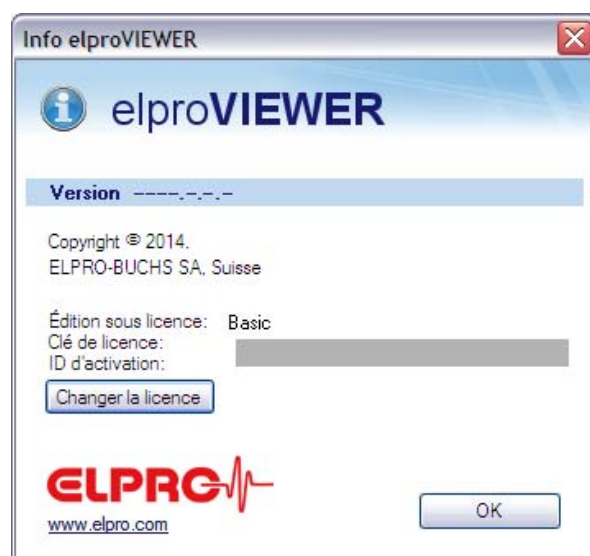 Info elproVIEWER
elproVIEWER
Version ----.-.-.-
Copyright © 2014.
ELPRO-BUCHS SA, Suisse
Édition sous licence: Basic
Clé de licence:
ID d'activation:
Changer la licence
ELPRO
www.elpro.com
OK